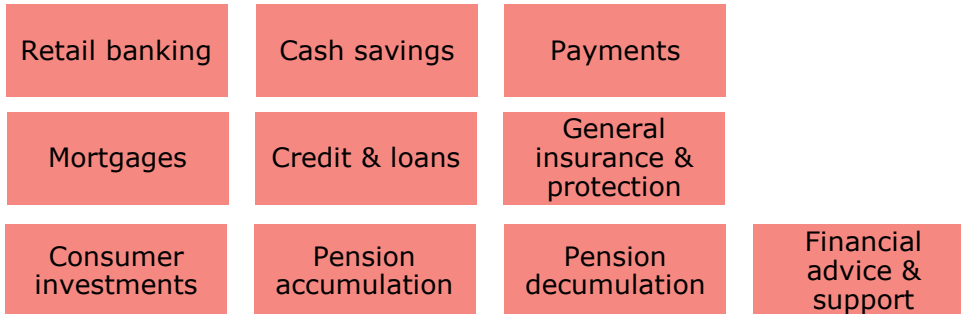 Retail banking
Cash savings
Payments
Mortgages
Credit & loans
General
insurance &
protection
Consumer
investments
Pension
accumulation
Pension
decumulation
Financial
advice &
support